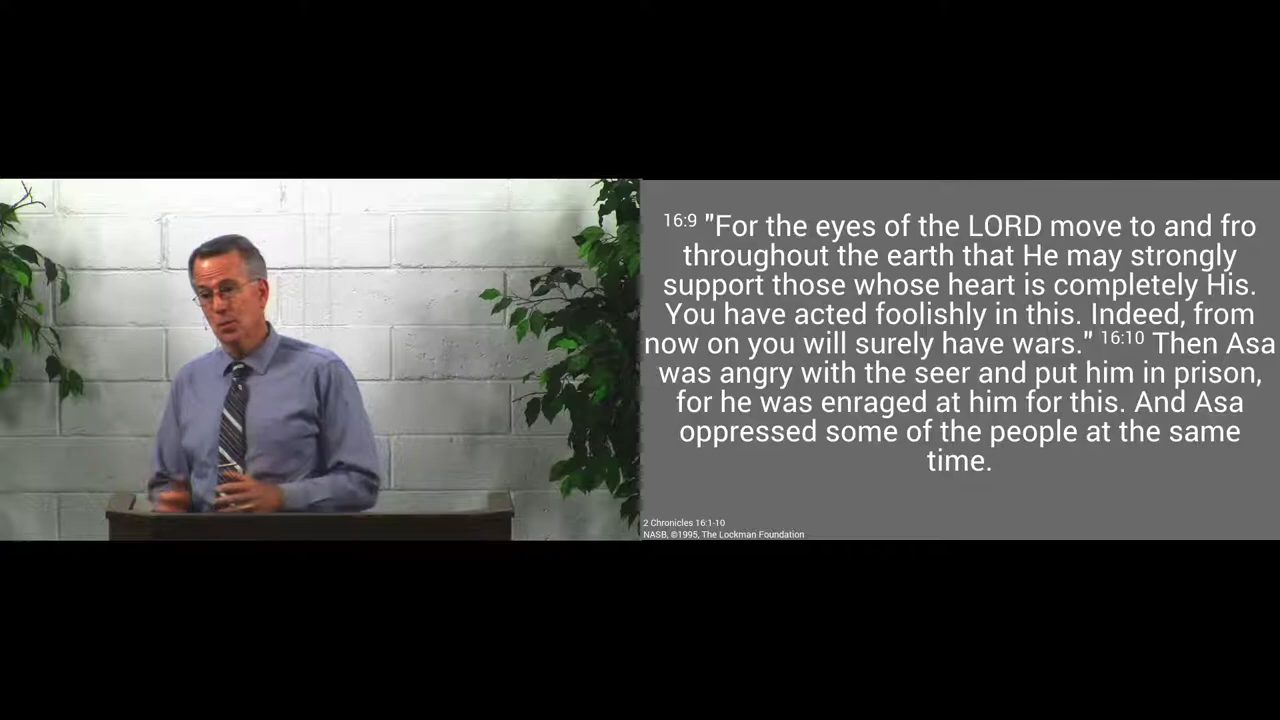 16:9 "For the eyes of the LORD move to and fro
throughout the earth that He may strongly
support those whose heart is completely His.
You have acted foolishly in this. Indeed, from
now on you will surely have wars." 16:10 Then Asa
was angry with the seer and put him in prison,
for he was enraged at him for this. And Asa
oppressed some of the people at the same
time.
2 Chronicles 16:1-10
NASB, ©1995, The Lockman Foundation